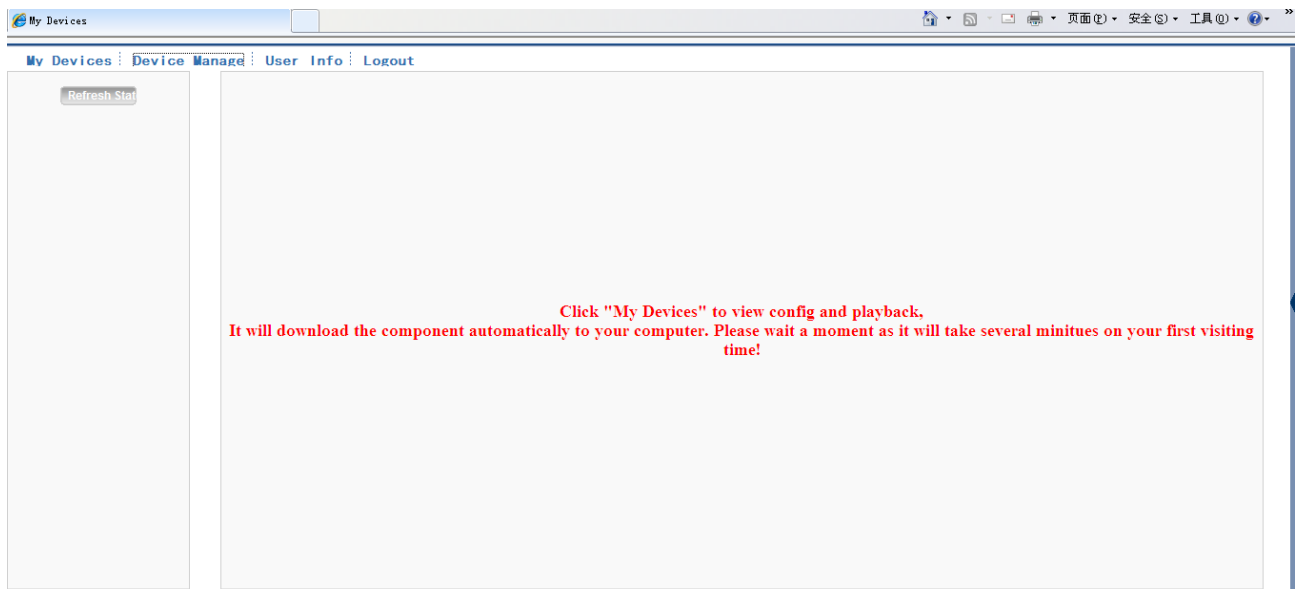 My Devices
页面(P) 安全(S) 工具(O)
»
My Devices Device Manage User Info Logout
Refresh Stat
Click "My Devices" to view config and playback,
It will download the component automatically to your computer. Please wait a moment as it will take several minitues on your first visiting
time!